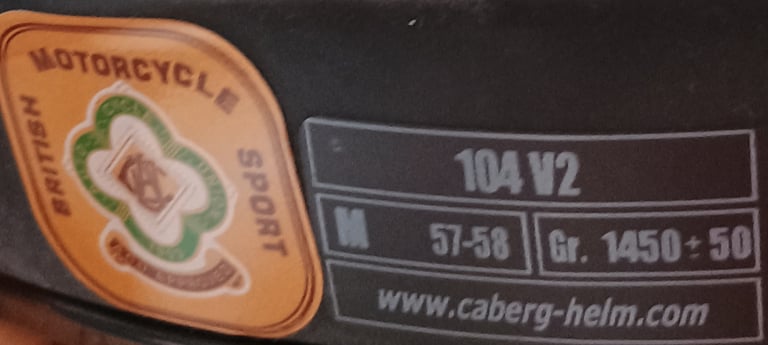 BRITISH
MOTORCYCLE
SPORT
104 V2
M 57-58 Gr. 1450±50
www.caberg-helm.com